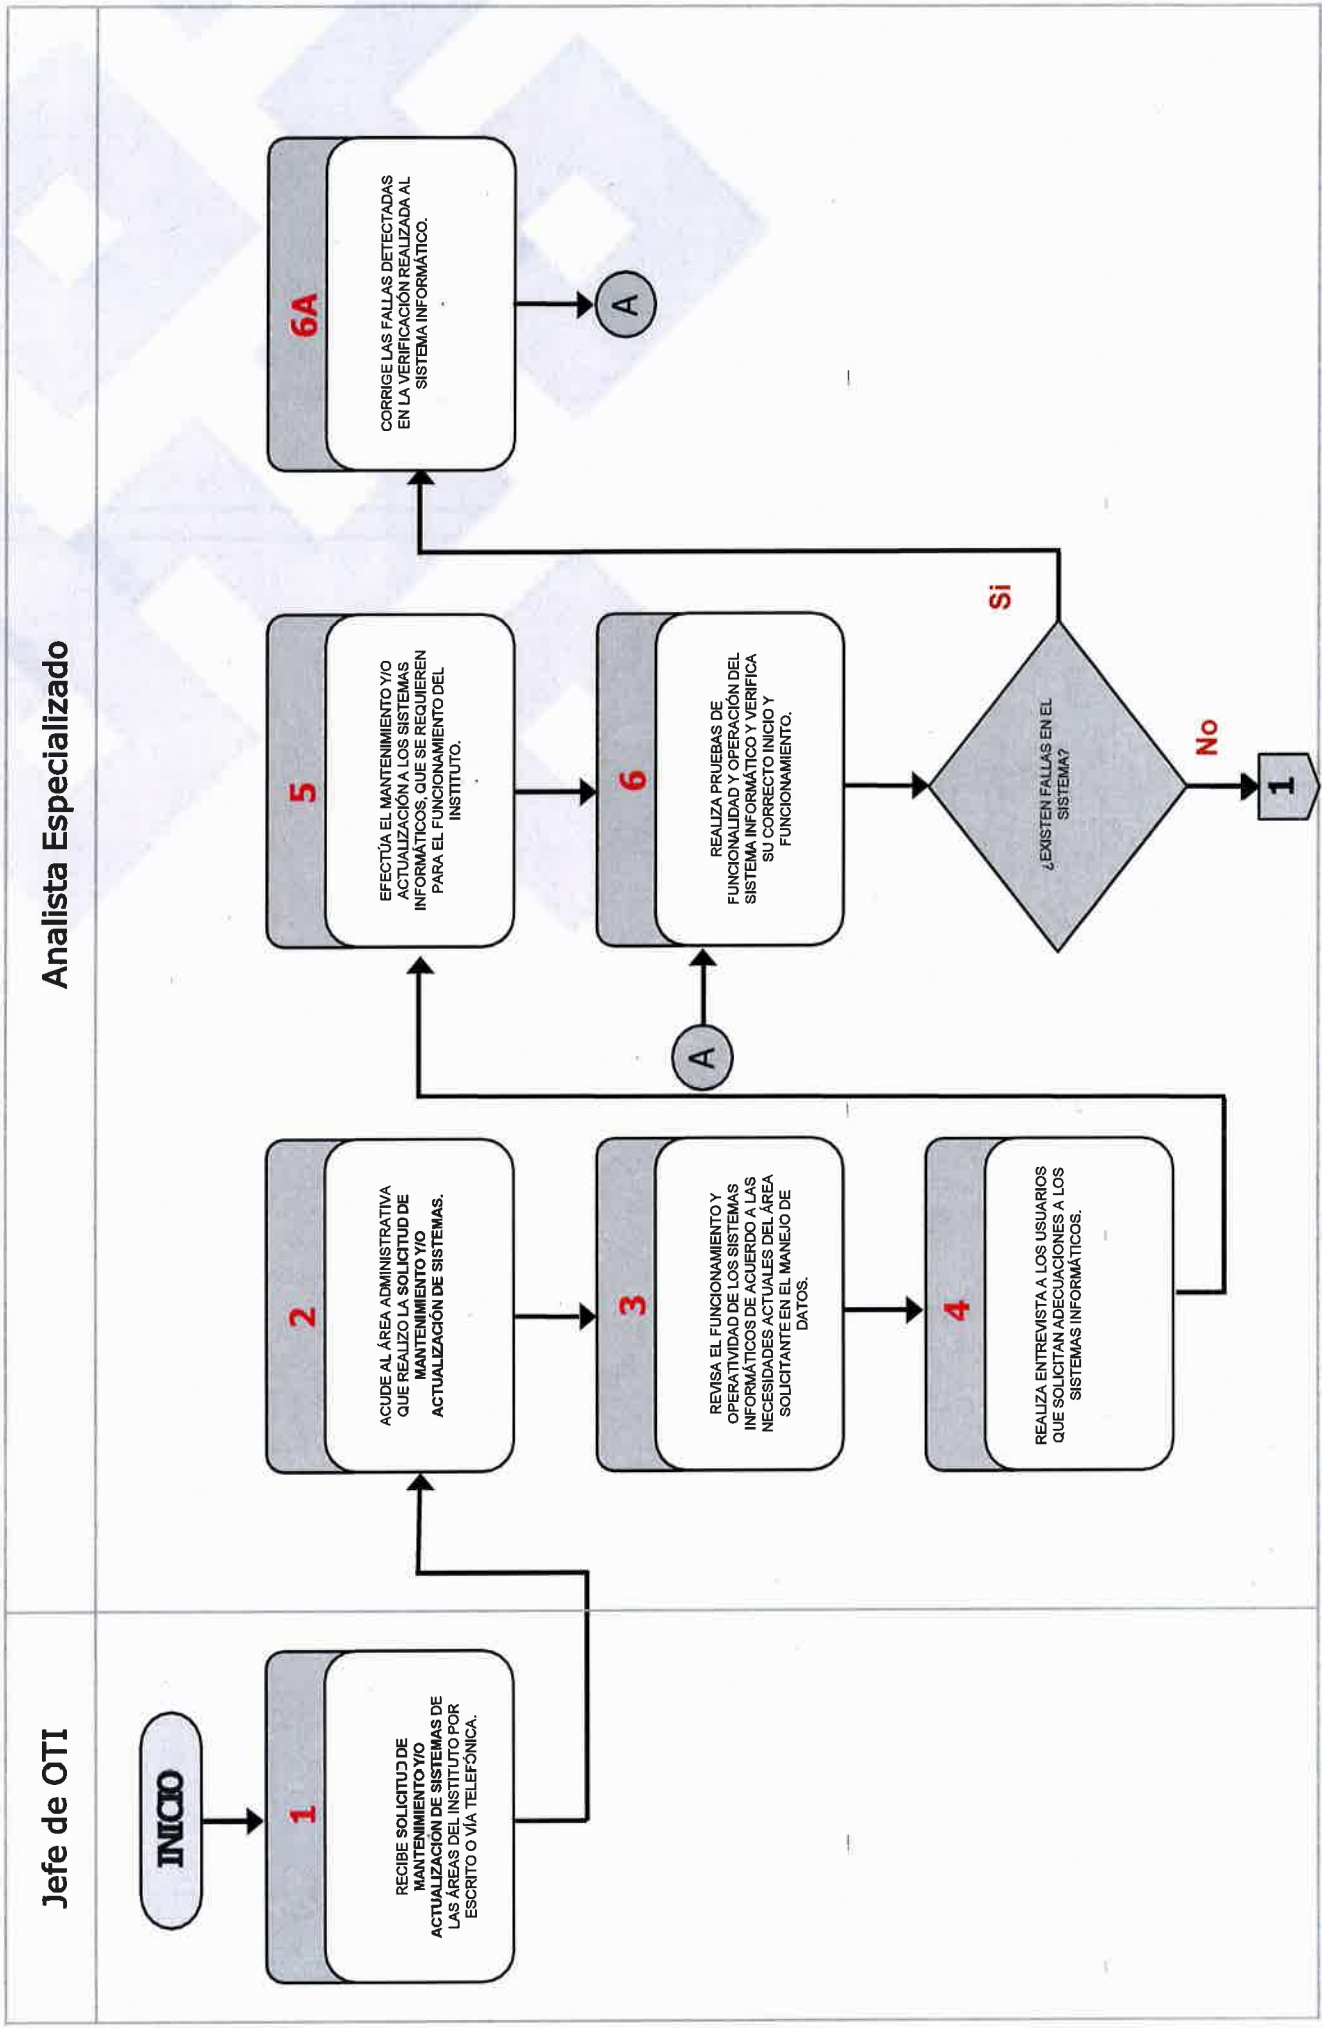 Jefe de OTI
Analista Especializado
INICIO
1
RECIBE SOLICITUD DE
MANTENIMIENTO Y/O
ACTUALIZACIÓN DE SISTEMAS DE
LAS ÁREAS DEL INSTITUTO POR
ESCRITO O VÍA TELEFÓNICA.
2
ACUDE AL ÁREA ADMINISTRATIVA
QUE REALIZO LA SOLICITUD DE
MANTENIMIENTO Y/O
ACTUALIZACIÓN DE SISTEMAS.
3
REVISA EL FUNCIONAMIENTO Y
OPERATIVIDAD DE LOS SISTEMAS
INFORMÁTICOS DE ACUERDO A LAS
NECESIDADES ACTUALES DEL ÁREA
SOLICITANTE EN EL MANEJO DE
DATOS.
4
REALIZA ENTREVISTA A LOS USUARIOS
QUE SOLICITAN ADECUACIONES A LOS
SISTEMAS INFORMÁTICOS.
5
EFECTÚA EL MANTENIMIENTO Y/O
ACTUALIZACIÓN A LOS SISTEMAS
INFORMÁTICOS, QUE SE REQUIEREN
PARA EL FUNCIONAMIENTO DEL
INSTITUTO.
A
6
REALIZA PRUEBAS DE
FUNCIONALIDAD Y OPERACIÓN DEL
SISTEMA INFORMÁTICO Y VERIFICA
SU CORRECTO INICIO Y
FUNCIONAMIENTO.
¿EXISTEN FALLAS EN EL
SISTEMA?
Si
No
1
6A
CORRIGE LAS FALLAS DETECTADAS
EN LA VERIFICACIÓN REALIZADA AL
SISTEMA INFORMÁTICO.
A